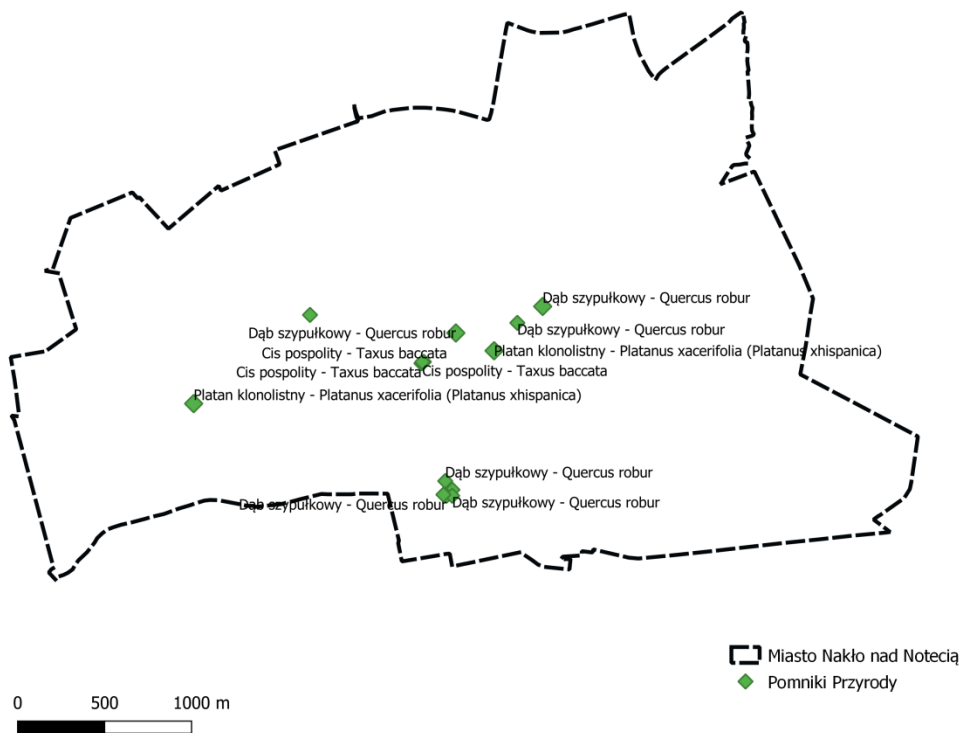 Dąb szypułkowy - Quercus robur
Dąb szypułkowy - Quercus robur
Dąb szypułkowy - Quercus robur
Cis pospolity - Taxus baccata
Platan klonolistny - Platanus xacerifolia (Platanus xhispanica)
Cis pospolity - Taxus baccata
Cis pospolity - Taxus baccata
Platan klonolistny - Platanus xacerifolia (Platanus xhispanica)
Dąb szypułkowy - Quercus robur
Dąb szypułkowy - Quercus robur
Dąb szypułkowy - Quercus robur
Miasto Nakło nad Notecią
Pomniki Przyrody
0 500 1000 m